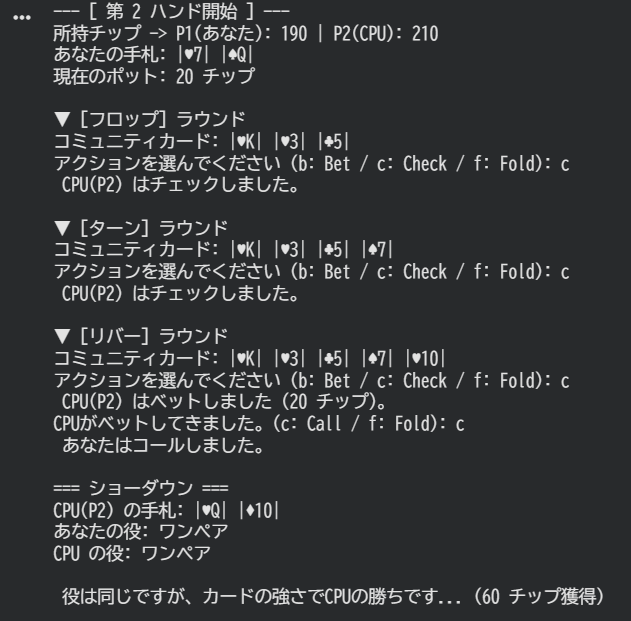 --- [ 第 2 ハンド開始 ] ---
所持チップ -> P1(あなた): 190 | P2(CPU): 210
あなたの手札: |♥7| |♠Q|
現在のポット: 20 チップ
▼ [フロップ] ラウンド
コミュニティカード: |♥K| |♥3| |♣5|
アクションを選んでください (b: Bet / c: Check / f: Fold): c
CPU(P2) はチェックしました。
▼ [ターン] ラウンド
コミュニティカード: |♥K| |♥3| |♣5| |♠7|
アクションを選んでください (b: Bet / c: Check / f: Fold): c
CPU(P2) はチェックしました。
▼ [リバー] ラウンド
コミュニティカード: |♥K| |♥3| |♣5| |♠7| |♥10|
アクションを選んでください (b: Bet / c: Check / f: Fold): c
CPU(P2) はベットしました (20 チップ)。
CPUがベットしてきました。(c: Call / f: Fold): c
あなたはコールしました。
=== ショーダウン ===
CPU(P2) の手札: |♥Q| |♦10|
あなたの役: ワンペア
CPU の役: ワンペア
役は同じですが、カードの強さでCPUの勝ちです... (60 チップ獲得)